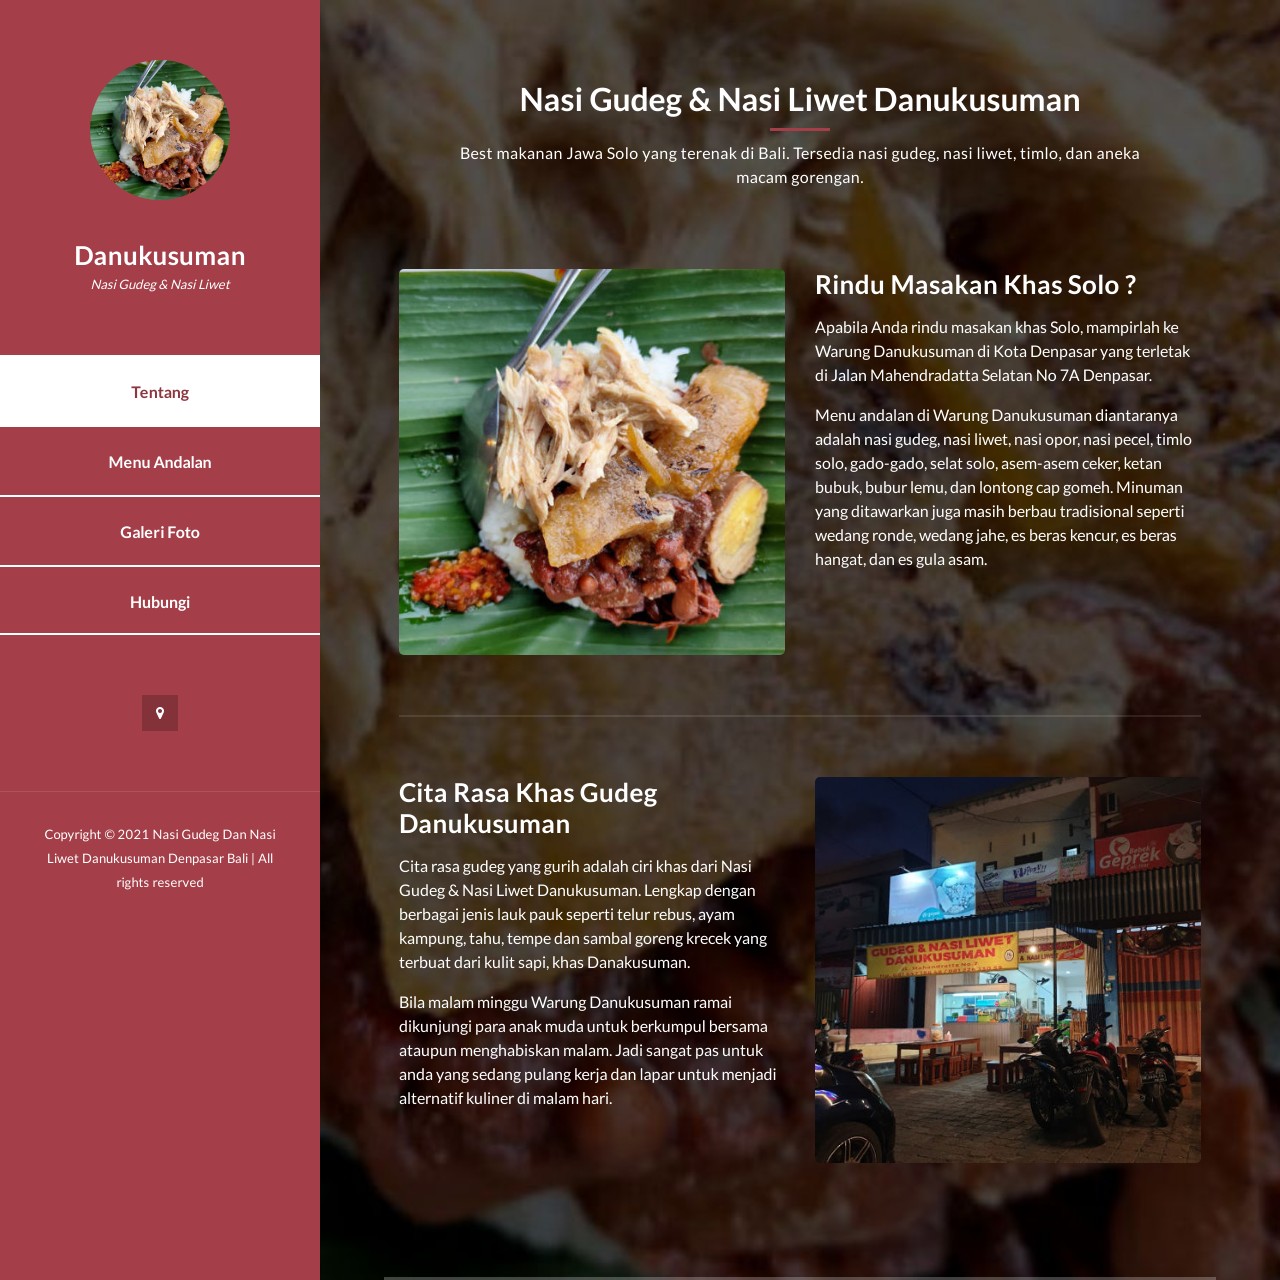 Danukusuman
Nasi Gudeg & Nasi Liwet
Tentang
Menu Andalan
Galeri Foto
Hubungi
Copyright © 2021 Nasi Gudeg Dan Nasi
Liwet Danukusuman Denpasar Bali | All
rights reserved
Nasi Gudeg & Nasi Liwet Danukusuman
Best makanan Jawa Solo yang terenak di Bali. Tersedia nasi gudeg, nasi liwet, timlo, dan aneka
macam gorengan.
Rindu Masakan Khas Solo ?
Apabila Anda rindu masakan khas Solo, mampirlah ke
Warung Danukusuman di Kota Denpasar yang terletak
di Jalan Mahendradatta Selatan No 7A Denpasar.
Menu andalan di Warung Danukusuman diantaranya
adalah nasi gudeg, nasi liwet, nasi opor, nasi pecel, timlo
solo, gado-gado, selat solo, asem-asem ceker, ketan
bubuk, bubur lemu, dan lontong cap gomeh. Minuman
yang ditawarkan juga masih berbau tradisional seperti
wedang ronde, wedang jahe, es beras kencur, es beras
hangat, dan es gula asam.
Cita Rasa Khas Gudeg
Danukusuman
Cita rasa gudeg yang gurih adalah ciri khas dari Nasi
Gudeg & Nasi Liwet Danukusuman. Lengkap dengan
berbagai jenis lauk pauk seperti telur rebus, ayam
kampung, tahu, tempe dan sambal goreng krecek yang
terbuat dari kulit sapi, khas Danakusuman.
Bila malam minggu Warung Danukusuman ramai
dikunjungi para anak muda untuk berkumpul bersama
ataupun menghabiskan malam. Jadi sangat pas untuk
anda yang sedang pulang kerja dan lapar untuk menjadi
alternatif kuliner di malam hari.
Geprek
GUDEG & NASI LIWET
DANUKUSUMAN